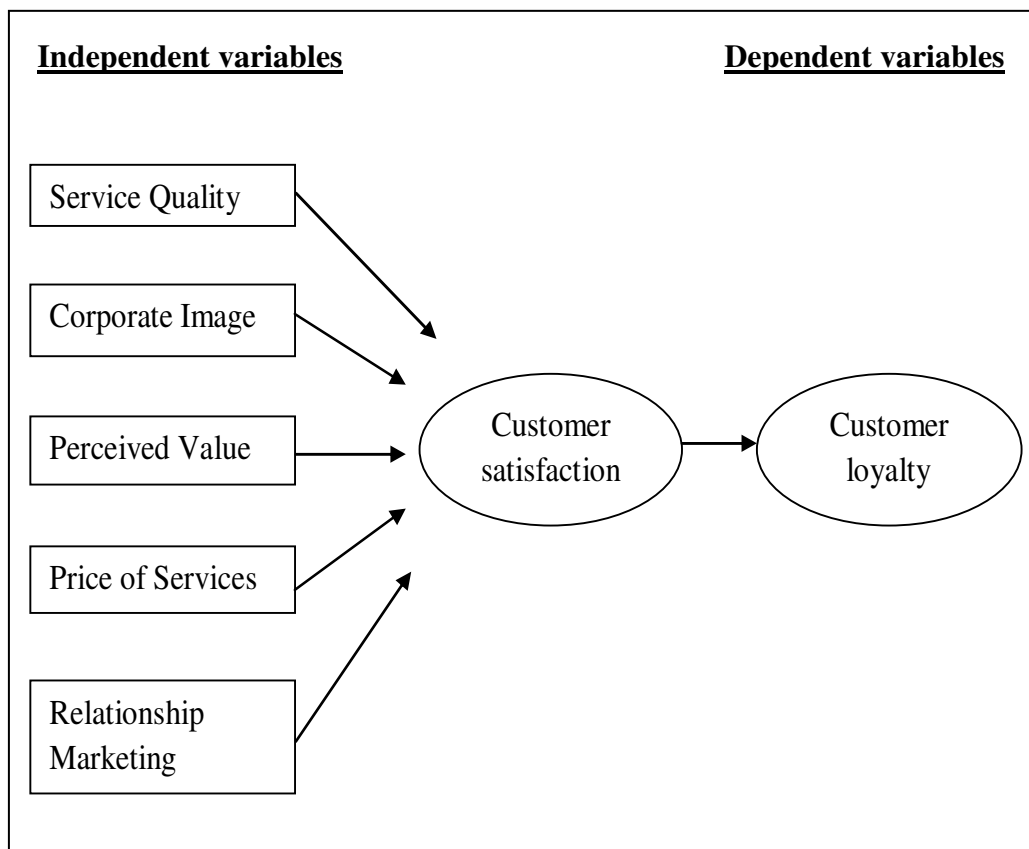 Independent variables
Dependent variables
Service Quality
Corporate Image
Perceived Value
Price of Services
Relationship
Marketing
Customer
satisfaction
Customer
loyalty